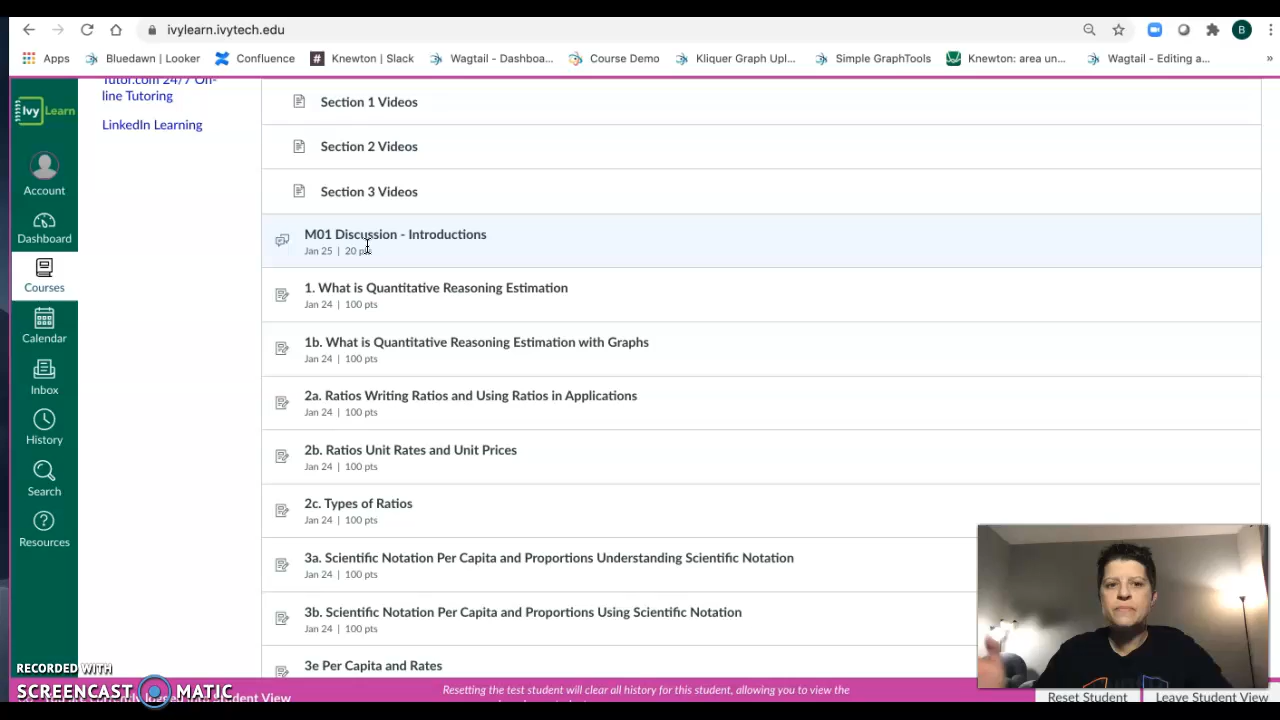 ivylearn.ivytech.edu
B
Apps
Bluedawn | Looker
Confluence
Knewton | Slack
Wagtail - Dashboa...
Course Demo
Kliquer Graph Upl...
Simple GraphTools
Knewton: area un...
Wagtail - Editing a...
»
Ivy Learn
Account
Dashboard
Courses
Calendar
Inbox
History
Search
Resources
Tutor.com 24/7 On-
line Tutoring
LinkedIn Learning
Section 1 Videos
Section 2 Videos
Section 3 Videos
M01 Discussion - Introductions
Jan 25 | 20 pts
1. What is Quantitative Reasoning Estimation
Jan 24 | 100 pts
1b. What is Quantitative Reasoning Estimation with Graphs
Jan 24 | 100 pts
2a. Ratios Writing Ratios and Using Ratios in Applications
Jan 24 | 100 pts
2b. Ratios Unit Rates and Unit Prices
Jan 24 | 100 pts
2c. Types of Ratios
Jan 24 | 100 pts
3a. Scientific Notation Per Capita and Proportions Understanding Scientific Notation
Jan 24 | 100 pts
3b. Scientific Notation Per Capita and Proportions Using Scientific Notation
Jan 24 | 100 pts
3e Per Capita and Rates
RECORDED WITH
SCREENCAST MATIC
Student View
Resetting the test student will clear all history for this student, allowing you to view the
Reset Student
Leave Student View